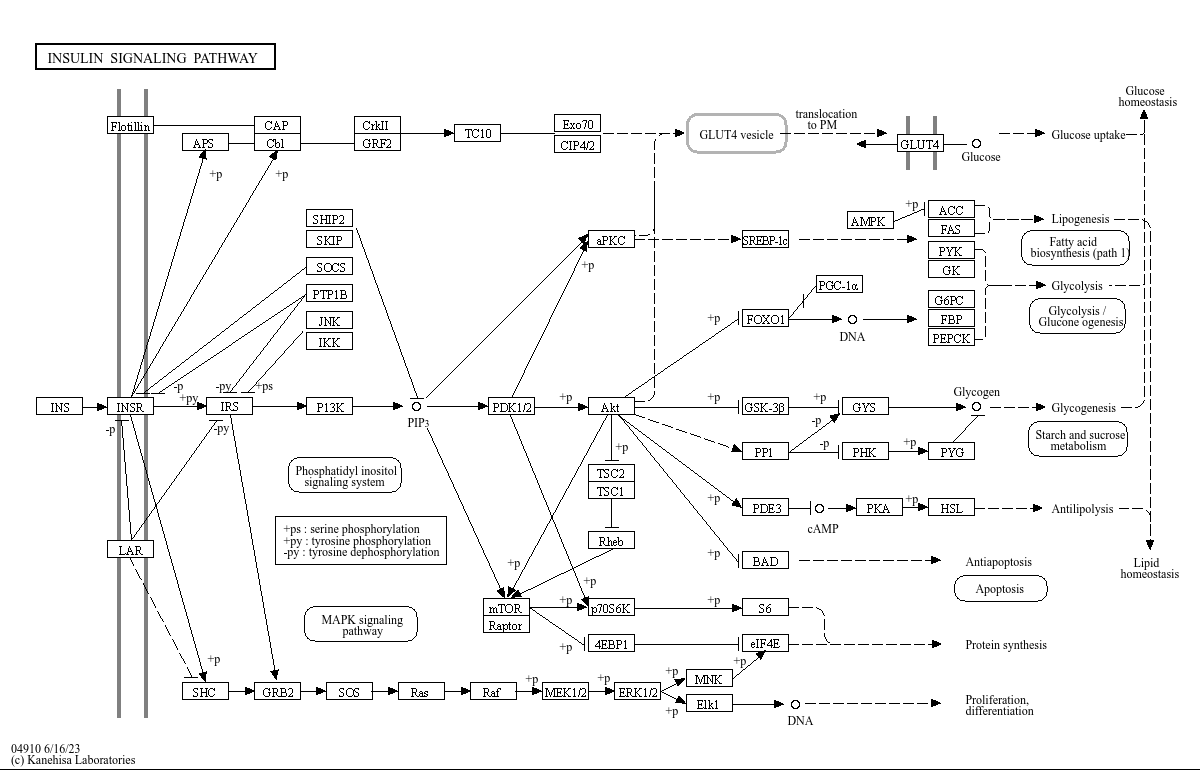 INSULIN SIGNALING PATHWAY
Glucose
homeostasis
Flotillin
CAP
CrkII
Exo70
translocation
to PM
APS
Cbl
GRF2
TC10
CIP4/2
GLUT4 vesicle
GLUT4
Glucose
Glucose uptake
+p
+p
SHIP2
SKIP
SOCS
PTP1B
JNK
IKK
aPKC
+p
SREBP-1c
AMPK
+p
ACC
FAS
PYK
GK
G6PC
FBP
PEPCK
Lipogenesis
Fatty acid
biosynthesis (path 1)
Glycolysis
Glycolysis /
Glucone ogenesis
PGC-1α
+p
FOXO1
DNA
-p
+py
-py
+ps
INS
INSR
IRS
P13K
PIP3
PDK1/2
+p
Akt
+p
GSK-3β
+p
GYS
Glycogen
Glycogenesis
-p
-py
-p
+p
PP1
-p
PHK
+p
PYG
Starch and sucrose
metabolism
Phosphatidyl inositol
signaling system
TSC2
TSC1
+p
PDE3
cAMP
PKA
+p
HSL
Antilipolysis
+ps : serine phosphorylation
+py : tyrosine phosphorylation
-py : tyrosine dephosphorylation
LAR
Rheb
+p
+p
BAD
Antiapoptosis
Apoptosis
Lipid
homeostasis
+p
mTOR
Raptor
+p
p70S6K
+p
S6
MAPK signaling
pathway
+p
4EBP1
eIF4E
Protein synthesis
+p
+p
SHC
GRB2
SOS
Ras
Raf
+p
MEK1/2
+p
ERK1/2
+p
MNK
+p
Elk1
DNA
Proliferation,
differentiation
04910 6/16/23
(c) Kanehisa Laboratories